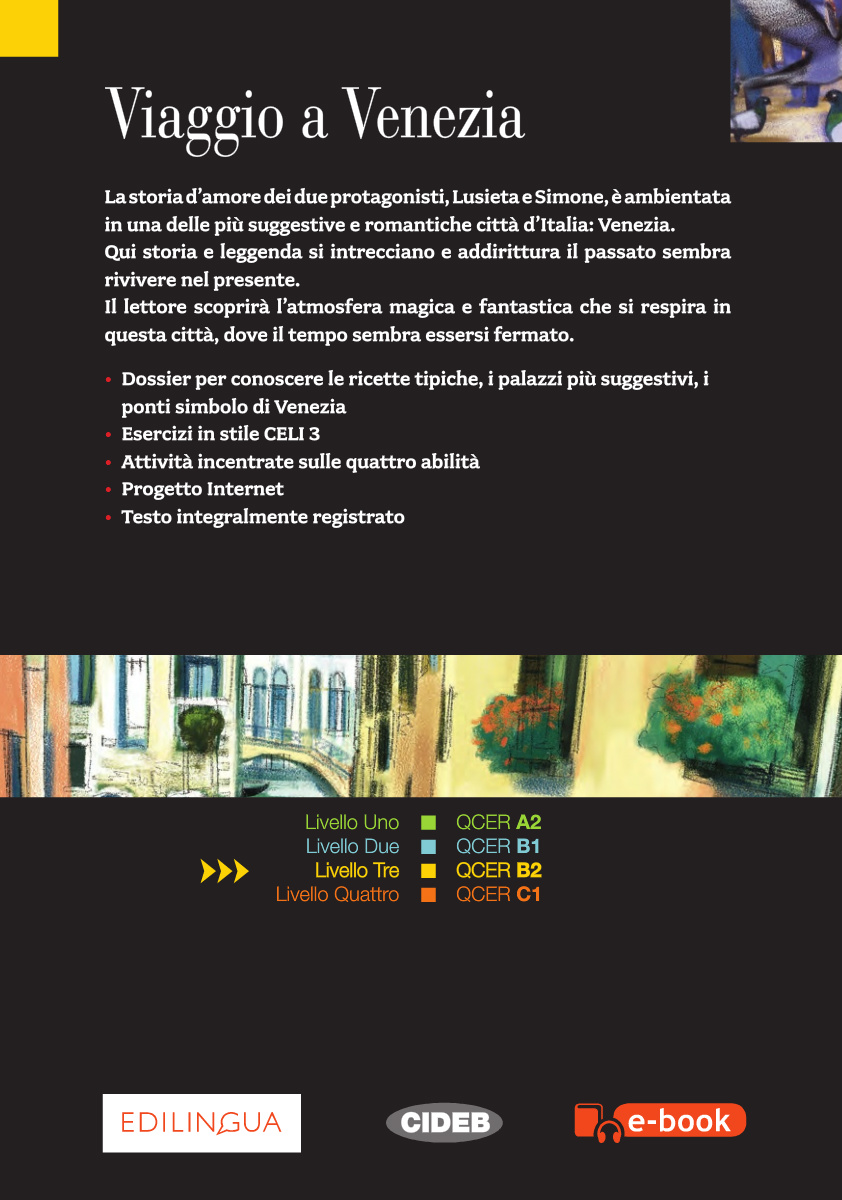 Viaggio a Venezia
La storia d'amore dei due protagonisti, Lusieta e Simone, è ambientata
in una delle più suggestive e romantiche città d'Italia: Venezia.
Qui storia e leggenda si intrecciano e addirittura il passato sembra
rivivere nel presente.
Il lettore scoprirà l'atmosfera magica e fantastica che si respira in
questa città, dove il tempo sembra essersi fermato.
• Dossier per conoscere le ricette tipiche, i palazzi più suggestivi, i
ponti simbolo di Venezia
• Esercizi in stile CELI 3
• Attività incentrate sulle quattro abilità
• Progetto Internet
• Testo integralmente registrato
Livello Uno ■ QCER A2
Livello Due ■ QCER B1
Livello Tre ■ QCER B2
Livello Quattro ■ QCER C1
EDILINGUA
CIDEB
e-book